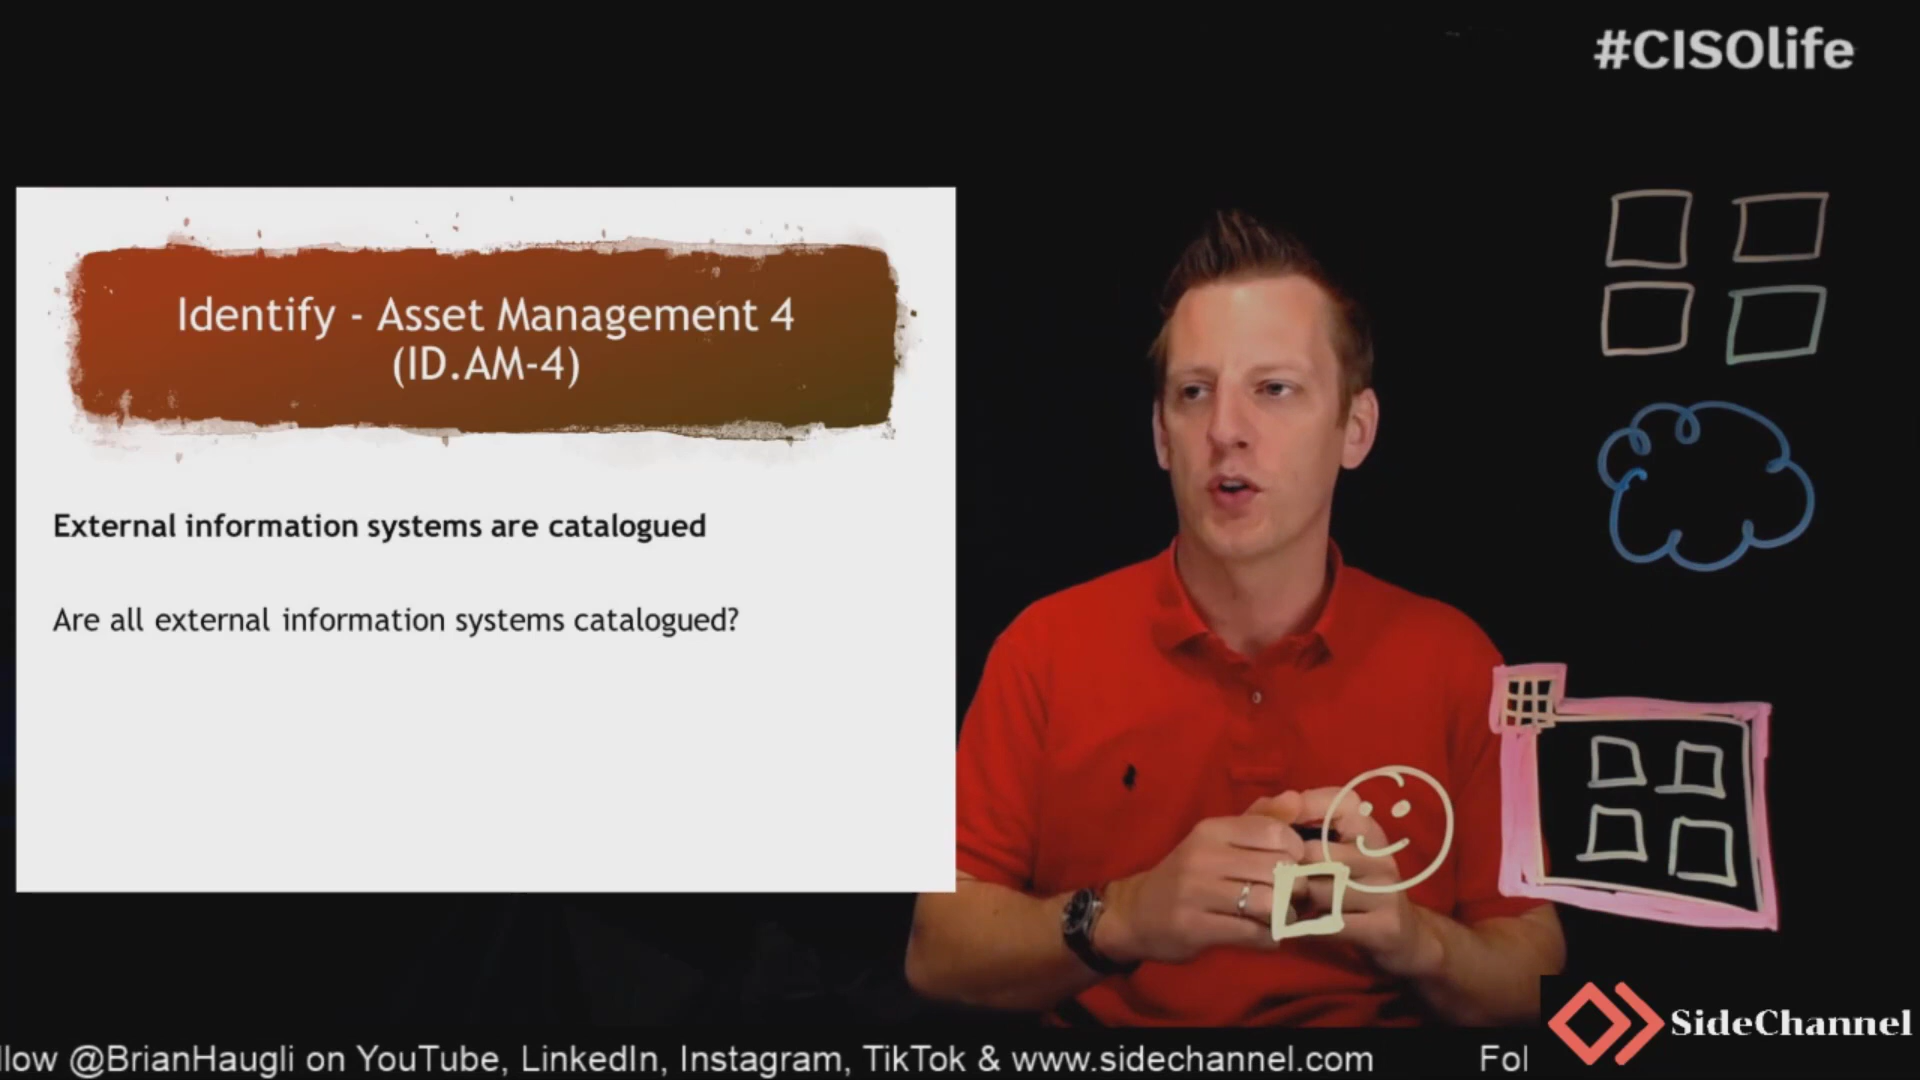 #CISOlife
Identify - Asset Management 4
(ID.AM-4)
External information systems are catalogued
Are all external information systems catalogued?
SideChannel
llow @BrianHaugli on YouTube, LinkedIn, Instagram, TikTok & www.sidechannel.com Fol